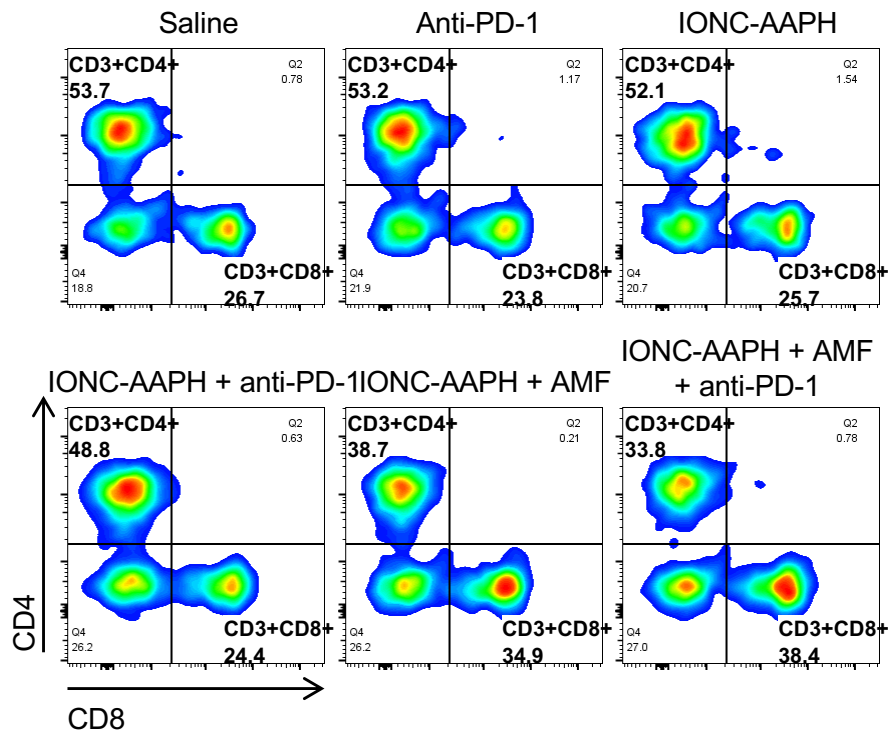 Saline
CD3+CD4+
53.7
Q2
0.78
Q4
18.8
CD3+CD8+
26.7
Anti-PD-1
CD3+CD4+
53.2
Q2
1.17
Q4
21.9
CD3+CD8+
23.8
IONC-AAPH
CD3+CD4+
52.1
Q2
1.54
Q4
20.7
CD3+CD8+
25.7
IONC-AAPH + anti-PD-1
CD3+CD4+
48.8
Q2
0.63
Q4
26.2
CD3+CD8+
24.4
IONC-AAPH + AMF
CD3+CD4+
38.7
Q2
0.21
Q4
26.2
CD3+CD8+
34.9
IONC-AAPH + AMF
+ anti-PD-1
CD3+CD4+
33.8
Q2
0.78
Q4
27.0
CD3+CD8+
38.4
CD4
CD8